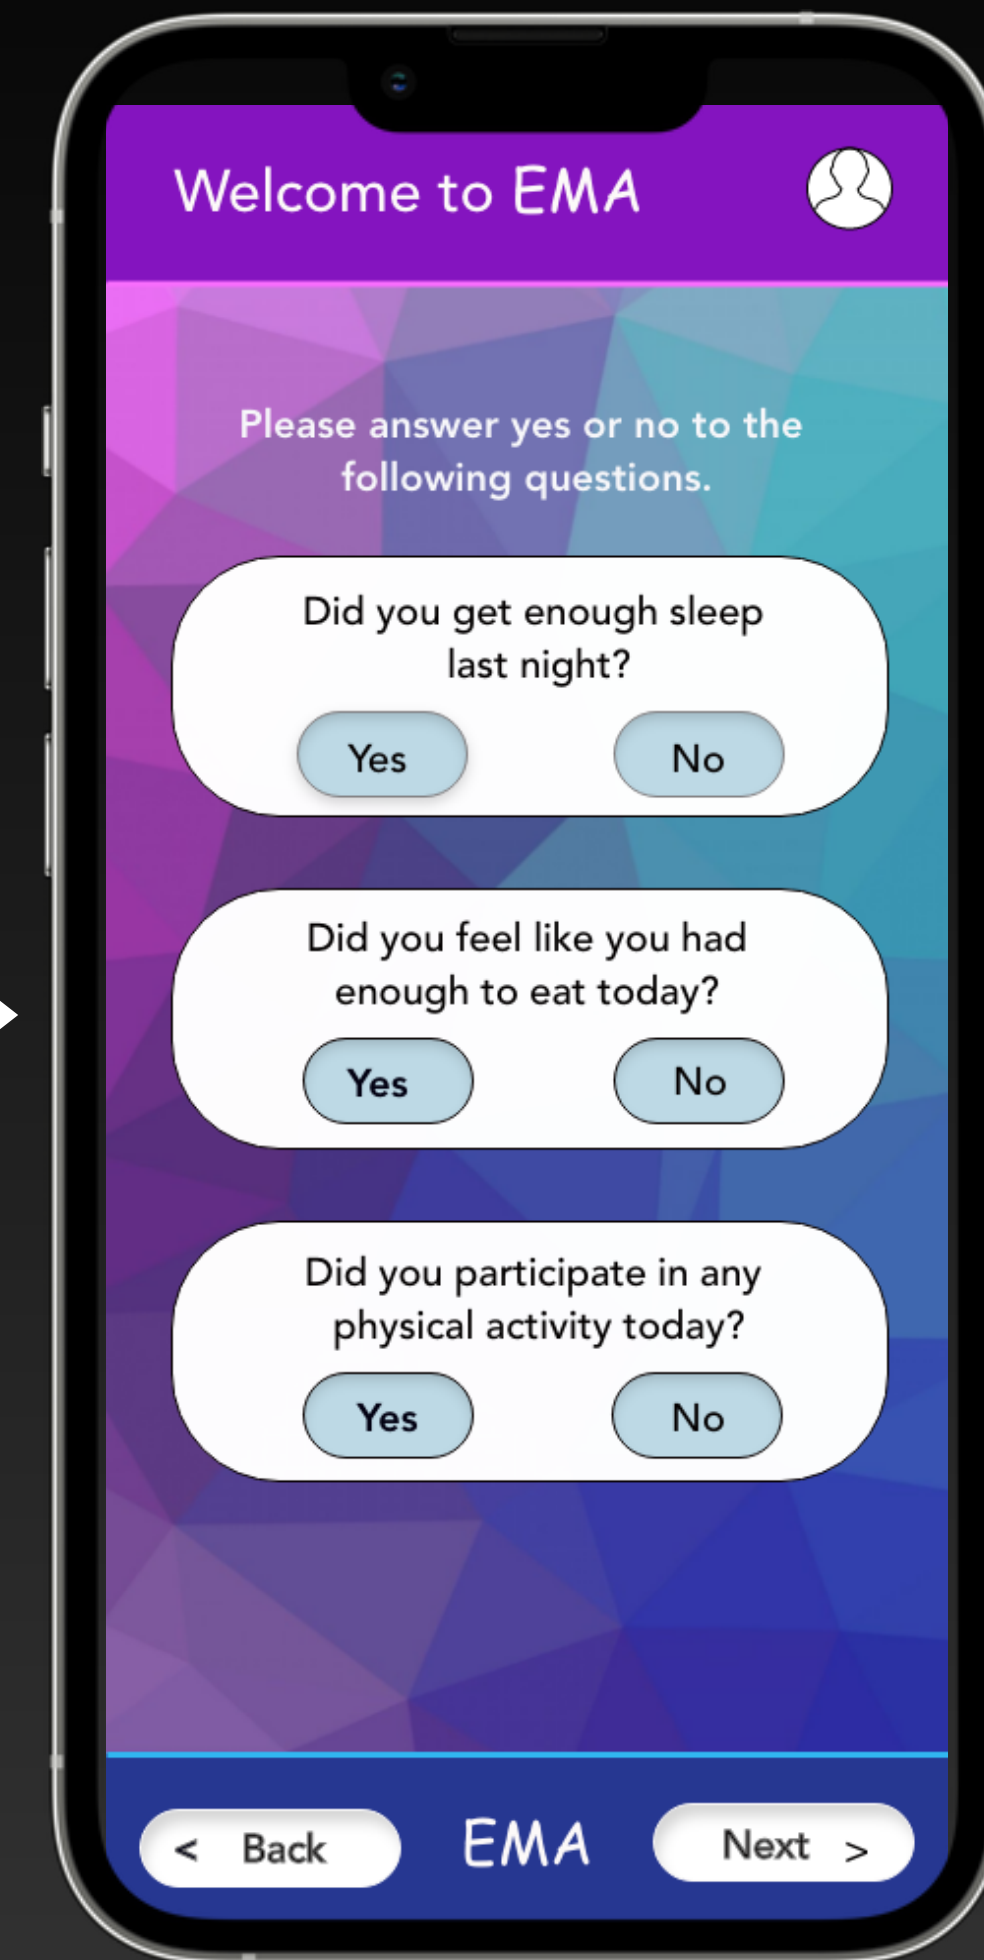 Welcome to EMA
Please answer yes or no to the
following questions.
Did you get enough sleep
last night?
Yes No
Did you feel like you had
enough to eat today?
Yes No
Did you participate in any
physical activity today?
Yes No
< Back EMA Next >